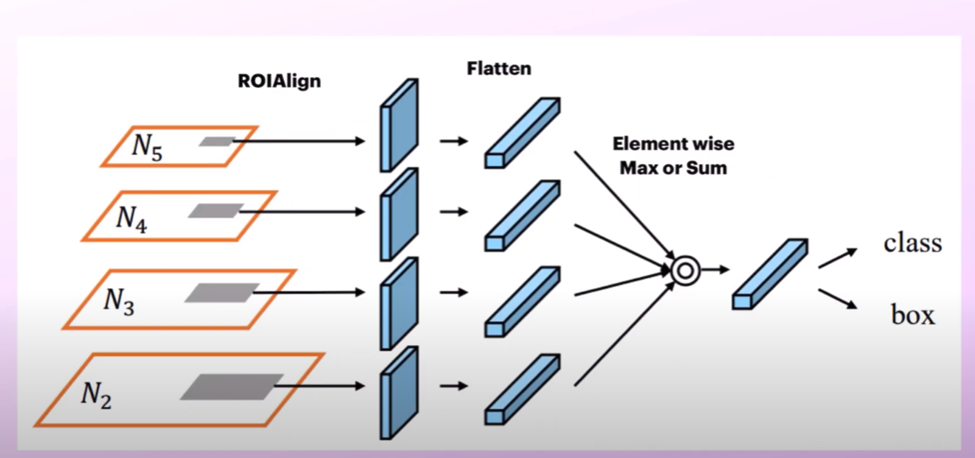 ROIAlign
Flatten
N5
N4
N3
N2
Element wise
Max or Sum
class
box